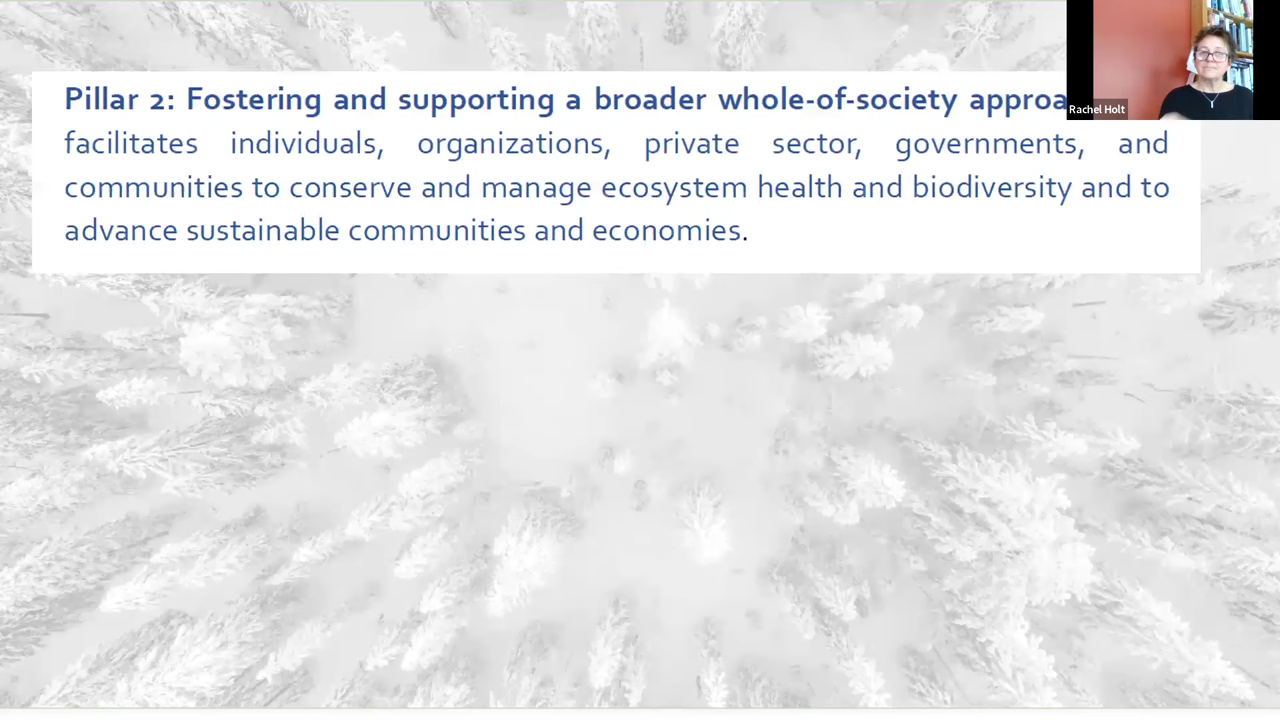 Pillar 2: Fostering and supporting a broader whole-of-society
facilitates individuals, organizations, private sector, governments, and
communities to conserve and manage ecosystem health and biodiversity and to
advance sustainable communities and economies.
Rachel Holt